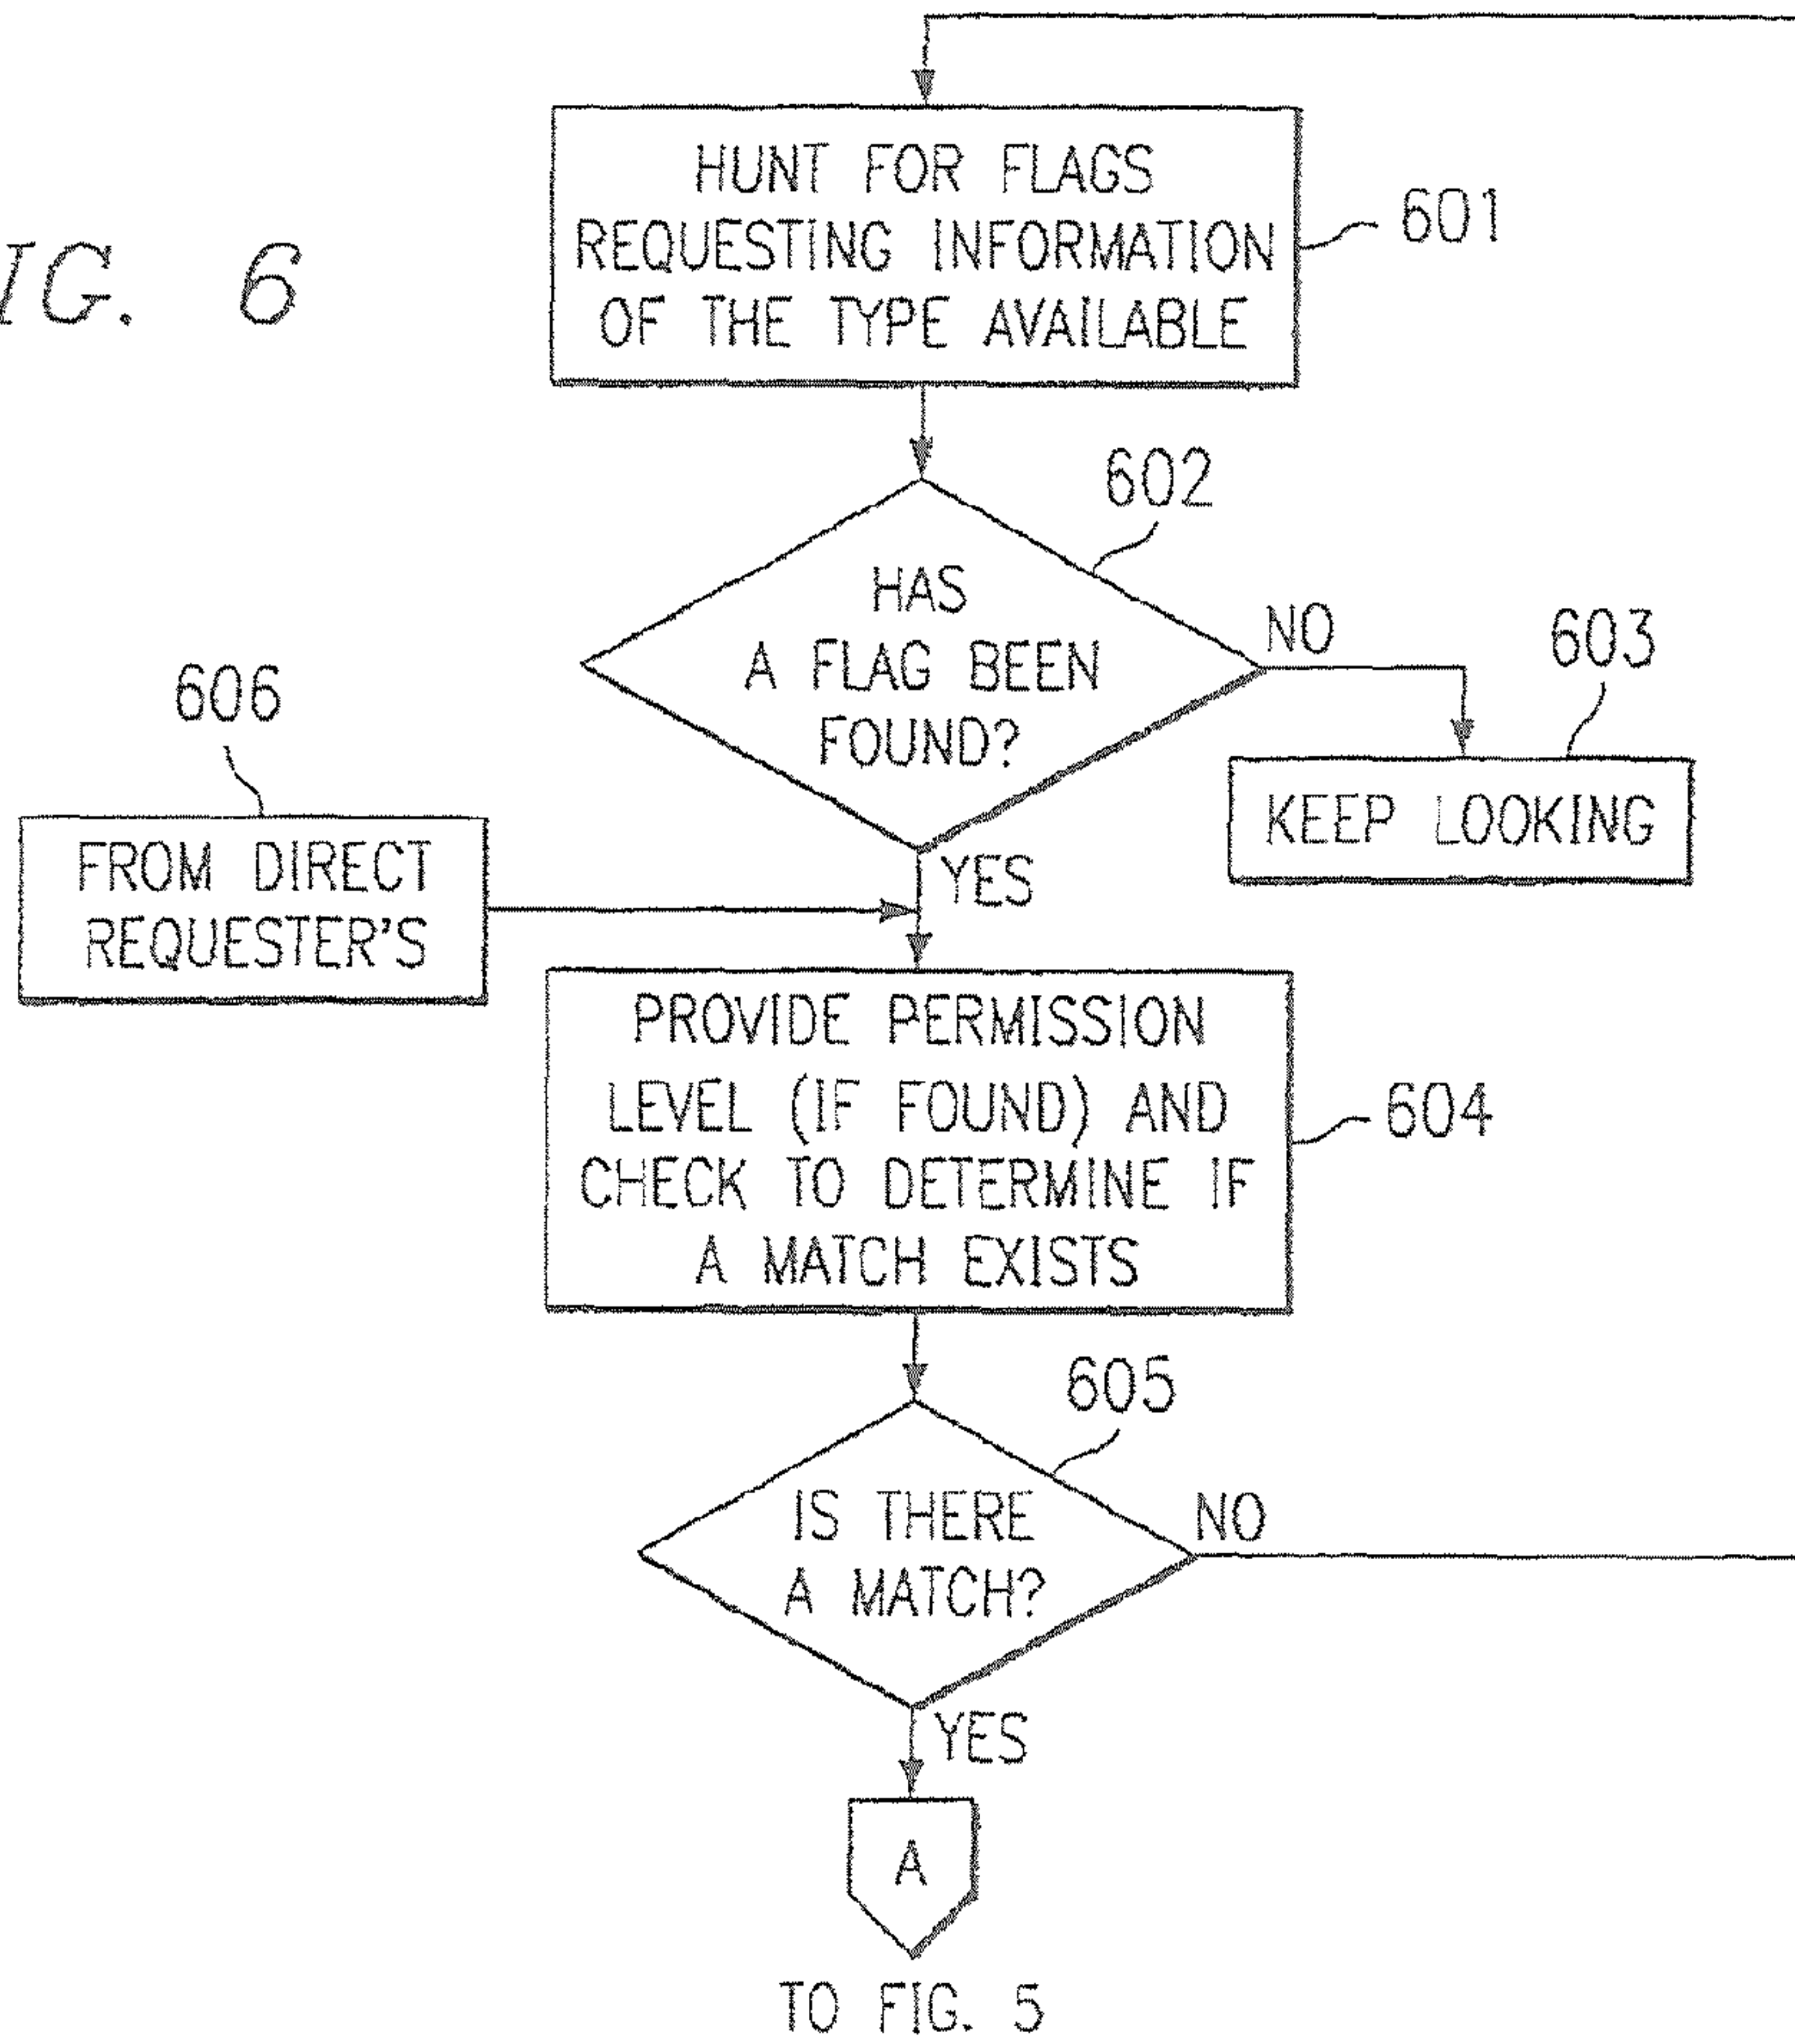 IG. 6
HUNT FOR FLAGS
REQUESTING INFORMATION
OF THE TYPE AVAILABLE
601
602
HAS
A FLAG BEEN
FOUND?
NO
603
KEEP LOOKING
606
FROM DIRECT
REQUESTER'S
YES
PROVIDE PERMISSION
LEVEL (IF FOUND) AND
CHECK TO DETERMINE IF
A MATCH EXISTS
604
605
IS THERE
A MATCH?
NO
YES
A
TO FIG. 5